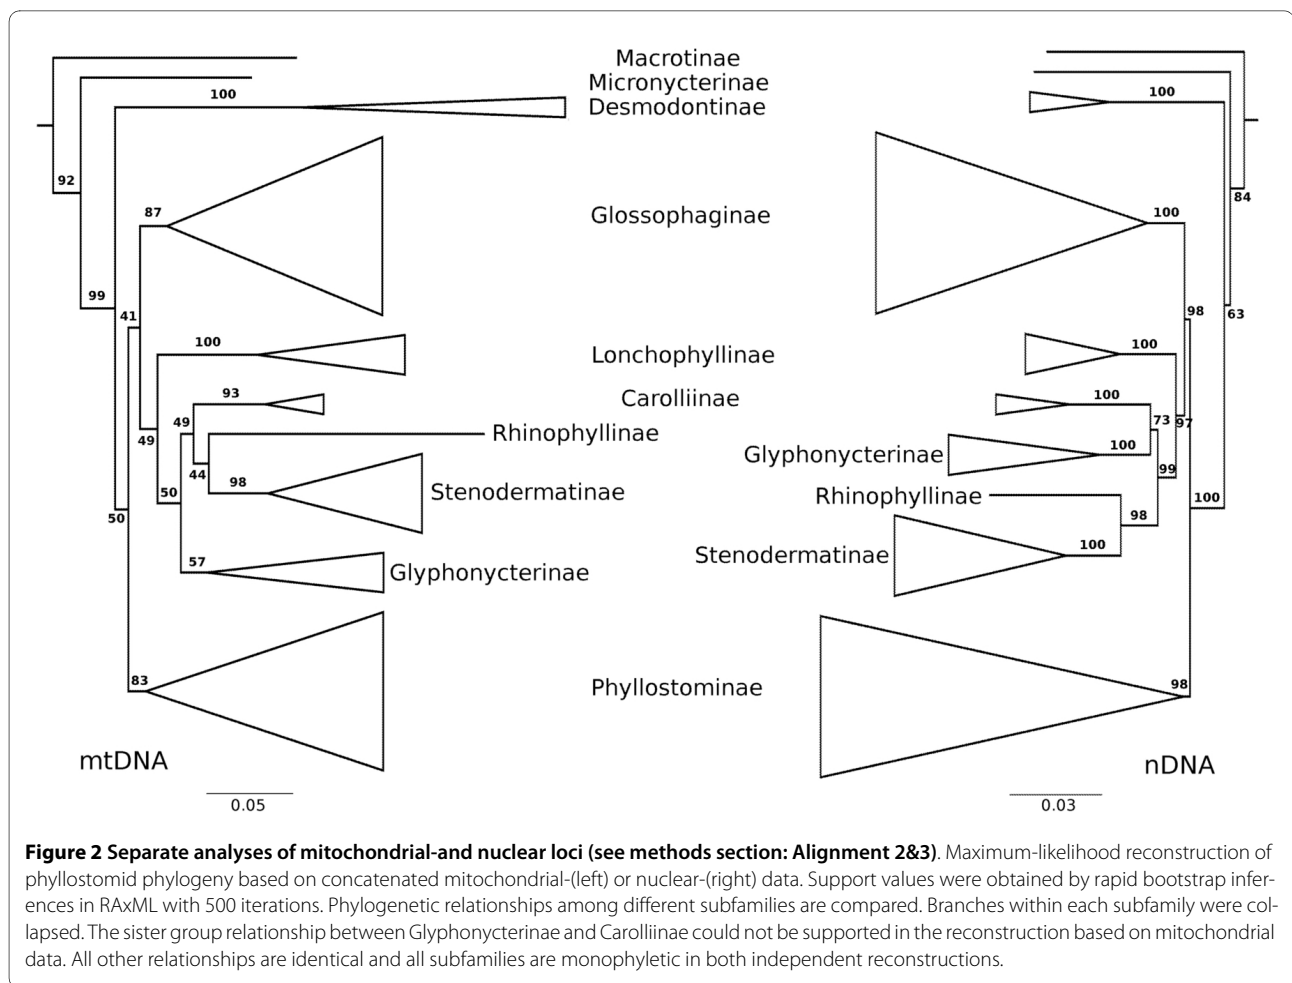 Macrotinae
Micronycterinae
Desmodontinae
100
100
92
84
87
100
Glossophaginae
99
41
98
63
100
Lonchophyllinae
100
93
Carolliinae
100
49
Rhinophyllinae
73
97
49
44
Glyphonycterinae
100
99
98
50
Stenodermatinae
Rhinophyllinae
100
50
98
57
Glyphonycterinae
Stenodermatinae
100
83
Phyllostominae
98
mtDNA
nDNA
0.05
0.03
Figure 2 Separate analyses of mitochondrial-and nuclear loci (see methods section: Alignment 2&3). Maximum-likelihood reconstruction of
phyllostomid phylogeny based on concatenated mitochondrial-(left) or nuclear-(right) data. Support values were obtained by rapid bootstrap infer-
ences in RAxML with 500 iterations. Phylogenetic relationships among different subfamilies are compared. Branches within each subfamily were col-
lapsed. The sister group relationship between Glyphonycterinae and Carolliinae could not be supported in the reconstruction based on mitochondrial
data. All other relationships are identical and all subfamilies are monophyletic in both independent reconstructions.